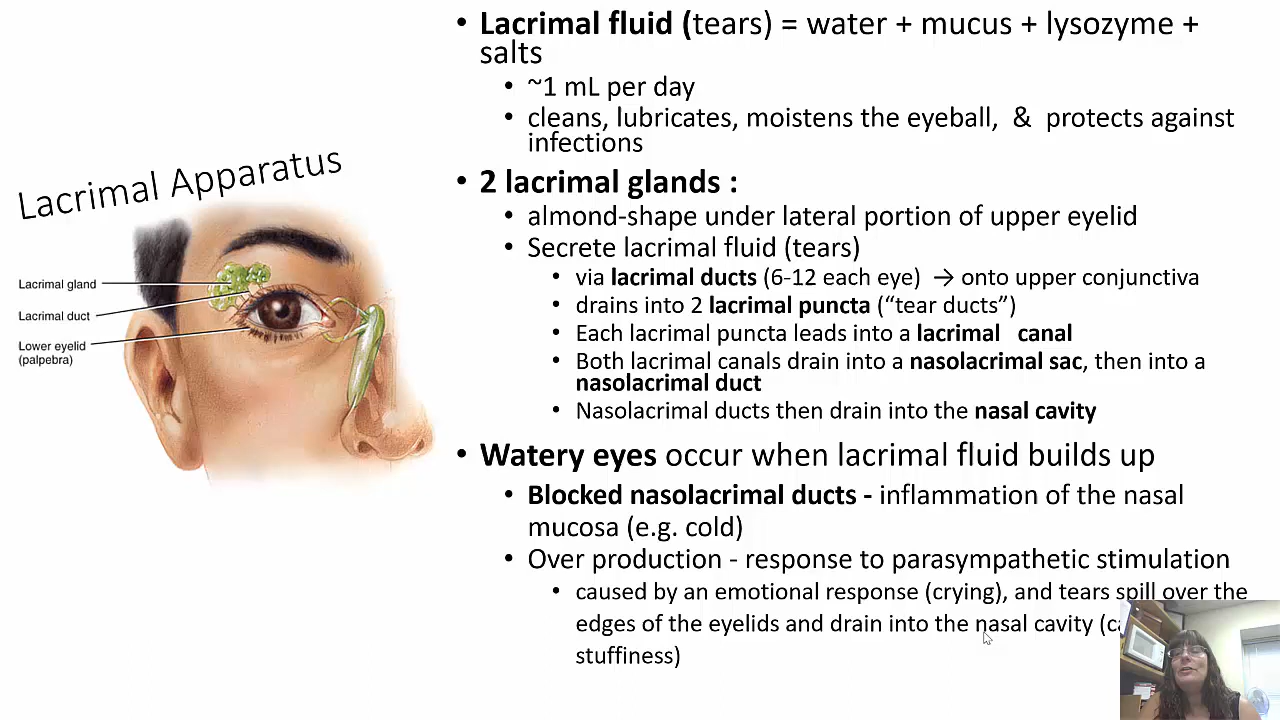 Lacrimal Apparatus
Lacrimal gland
Lacrimal duct
Lower eyelid
(palpebra)
• Lacrimal fluid (tears) = water + mucus + lysozyme +
salts
• ~1 mL per day
• cleans, lubricates, moistens the eyeball, & protects against
infections
• 2 lacrimal glands :
• almond-shape under lateral portion of upper eyelid
• Secrete lacrimal fluid (tears)
• via lacrimal ducts (6-12 each eye) → onto upper conjunctiva
• drains into 2 lacrimal puncta (“tear ducts”)
• Each lacrimal puncta leads into a lacrimal canal
• Both lacrimal canals drain into a nasolacrimal sac, then into a
nasolacrimal duct
• Nasolacrimal ducts then drain into the nasal cavity
• Watery eyes occur when lacrimal fluid builds up
• Blocked nasolacrimal ducts - inflammation of the nasal
mucosa (e.g. cold)
• Over production - response to parasympathetic stimulation
• caused by an emotional response (crying), and tears spill over the
edges of the eyelids and drain into the nasal cavity
stuffiness)